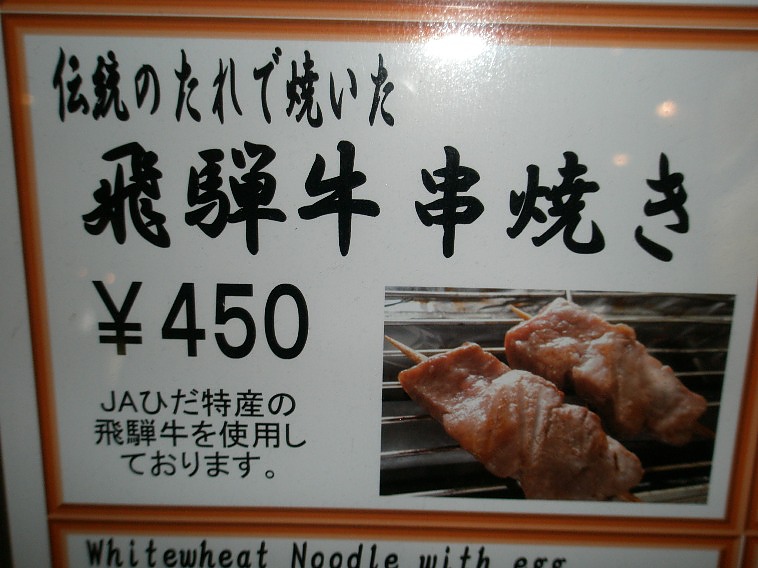 伝統のたれで焼いた
飛騨牛串焼き
￥450
JAひだ特産の
飛騨牛を使用し
ております。
Whitewheat Noodle with egg